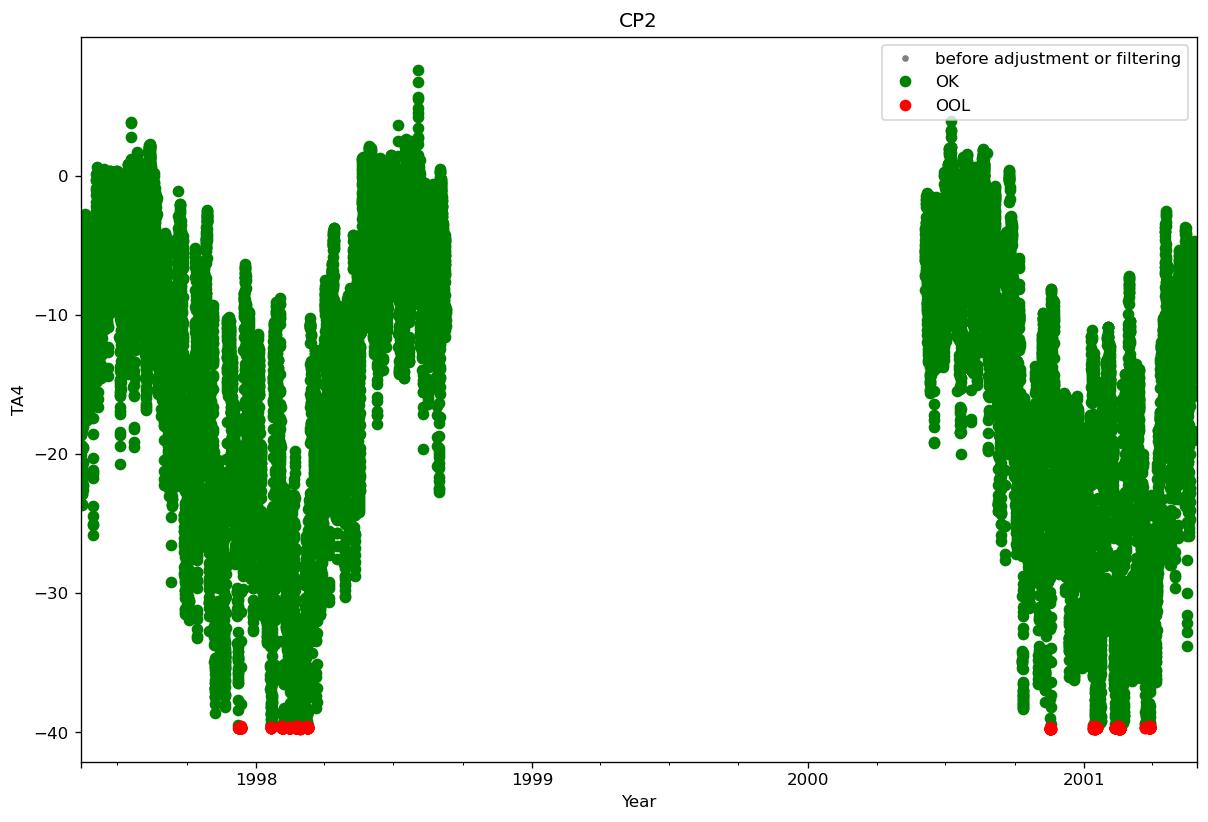 CP2
before adjustment or filtering
OK
OOL
TA4
0
−10
−20
−30
−40
1998
1999
2000
2001
Year